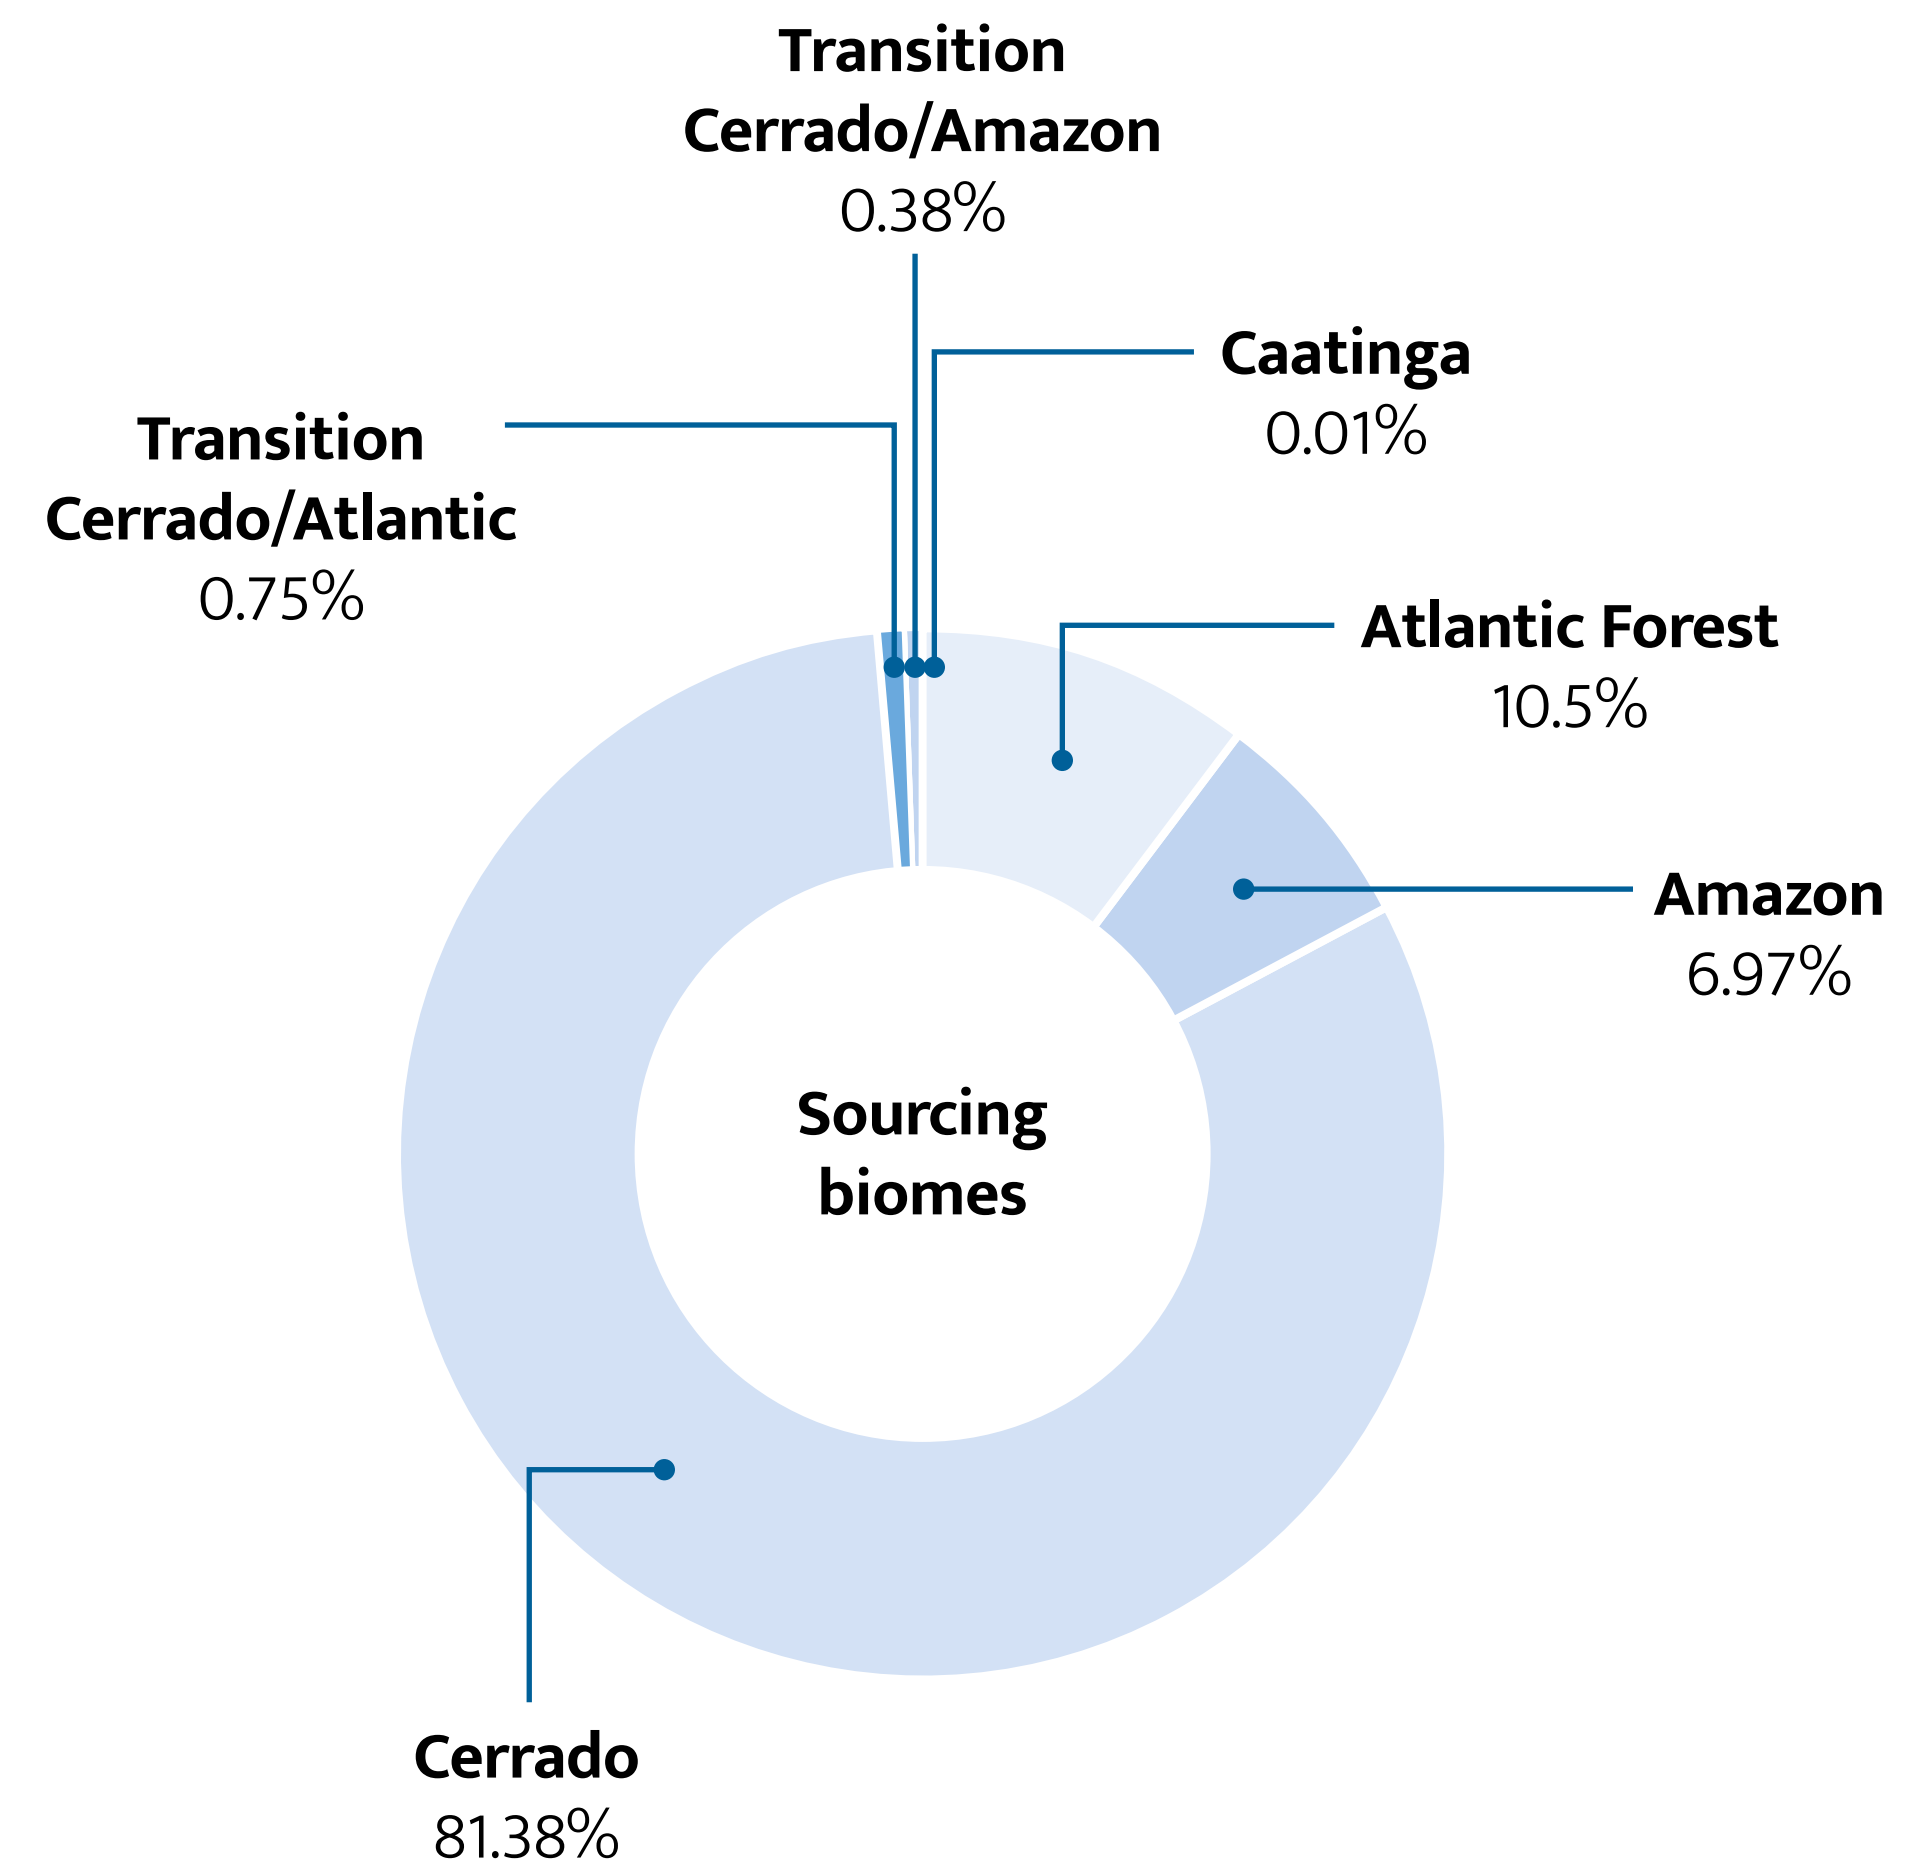 Transition
Cerrado/Amazon
0.38%
Caatinga
0.01%
Transition
Cerrado/Atlantic
0.75%
Atlantic Forest
10.5%
Amazon
6.97%
Sourcing
biomes
Cerrado
81.38%